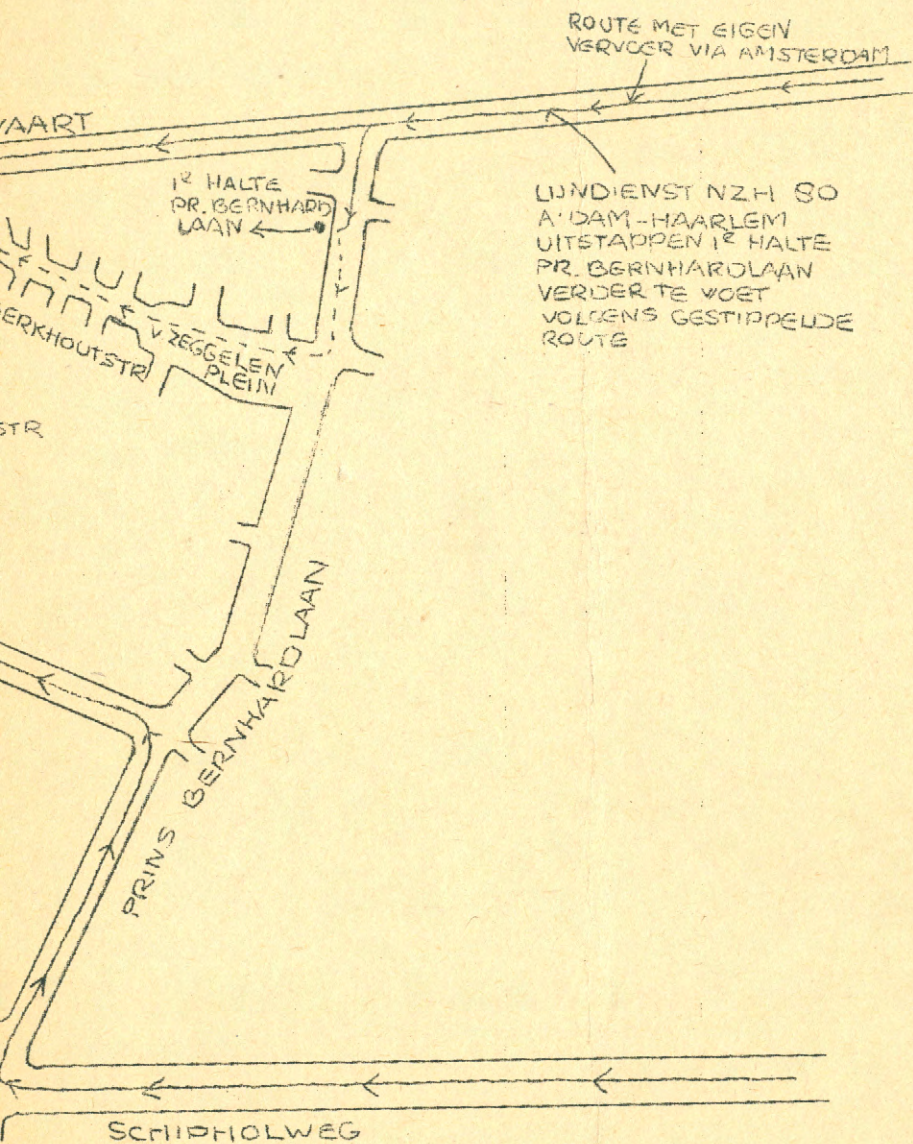 ROUTE MET EIGEN
VERVOER VIA AMSTERDAM
VAART
1E HALTE
PR. BERNHARD
LAAN
LIJNDIENST NZH 80
A'DAM-HAARLEM
UITSTAPPEN 1E HALTE
PR. BERNHARDLAAN
VERDER TE VOET
VOLGENS GESTIPPELDE
ROUTE
ERKHOUTSTR
V ZEGGELEN
PLEIN
STR
PRINS BERNHARDLAAN
SCHIPHOLWEG